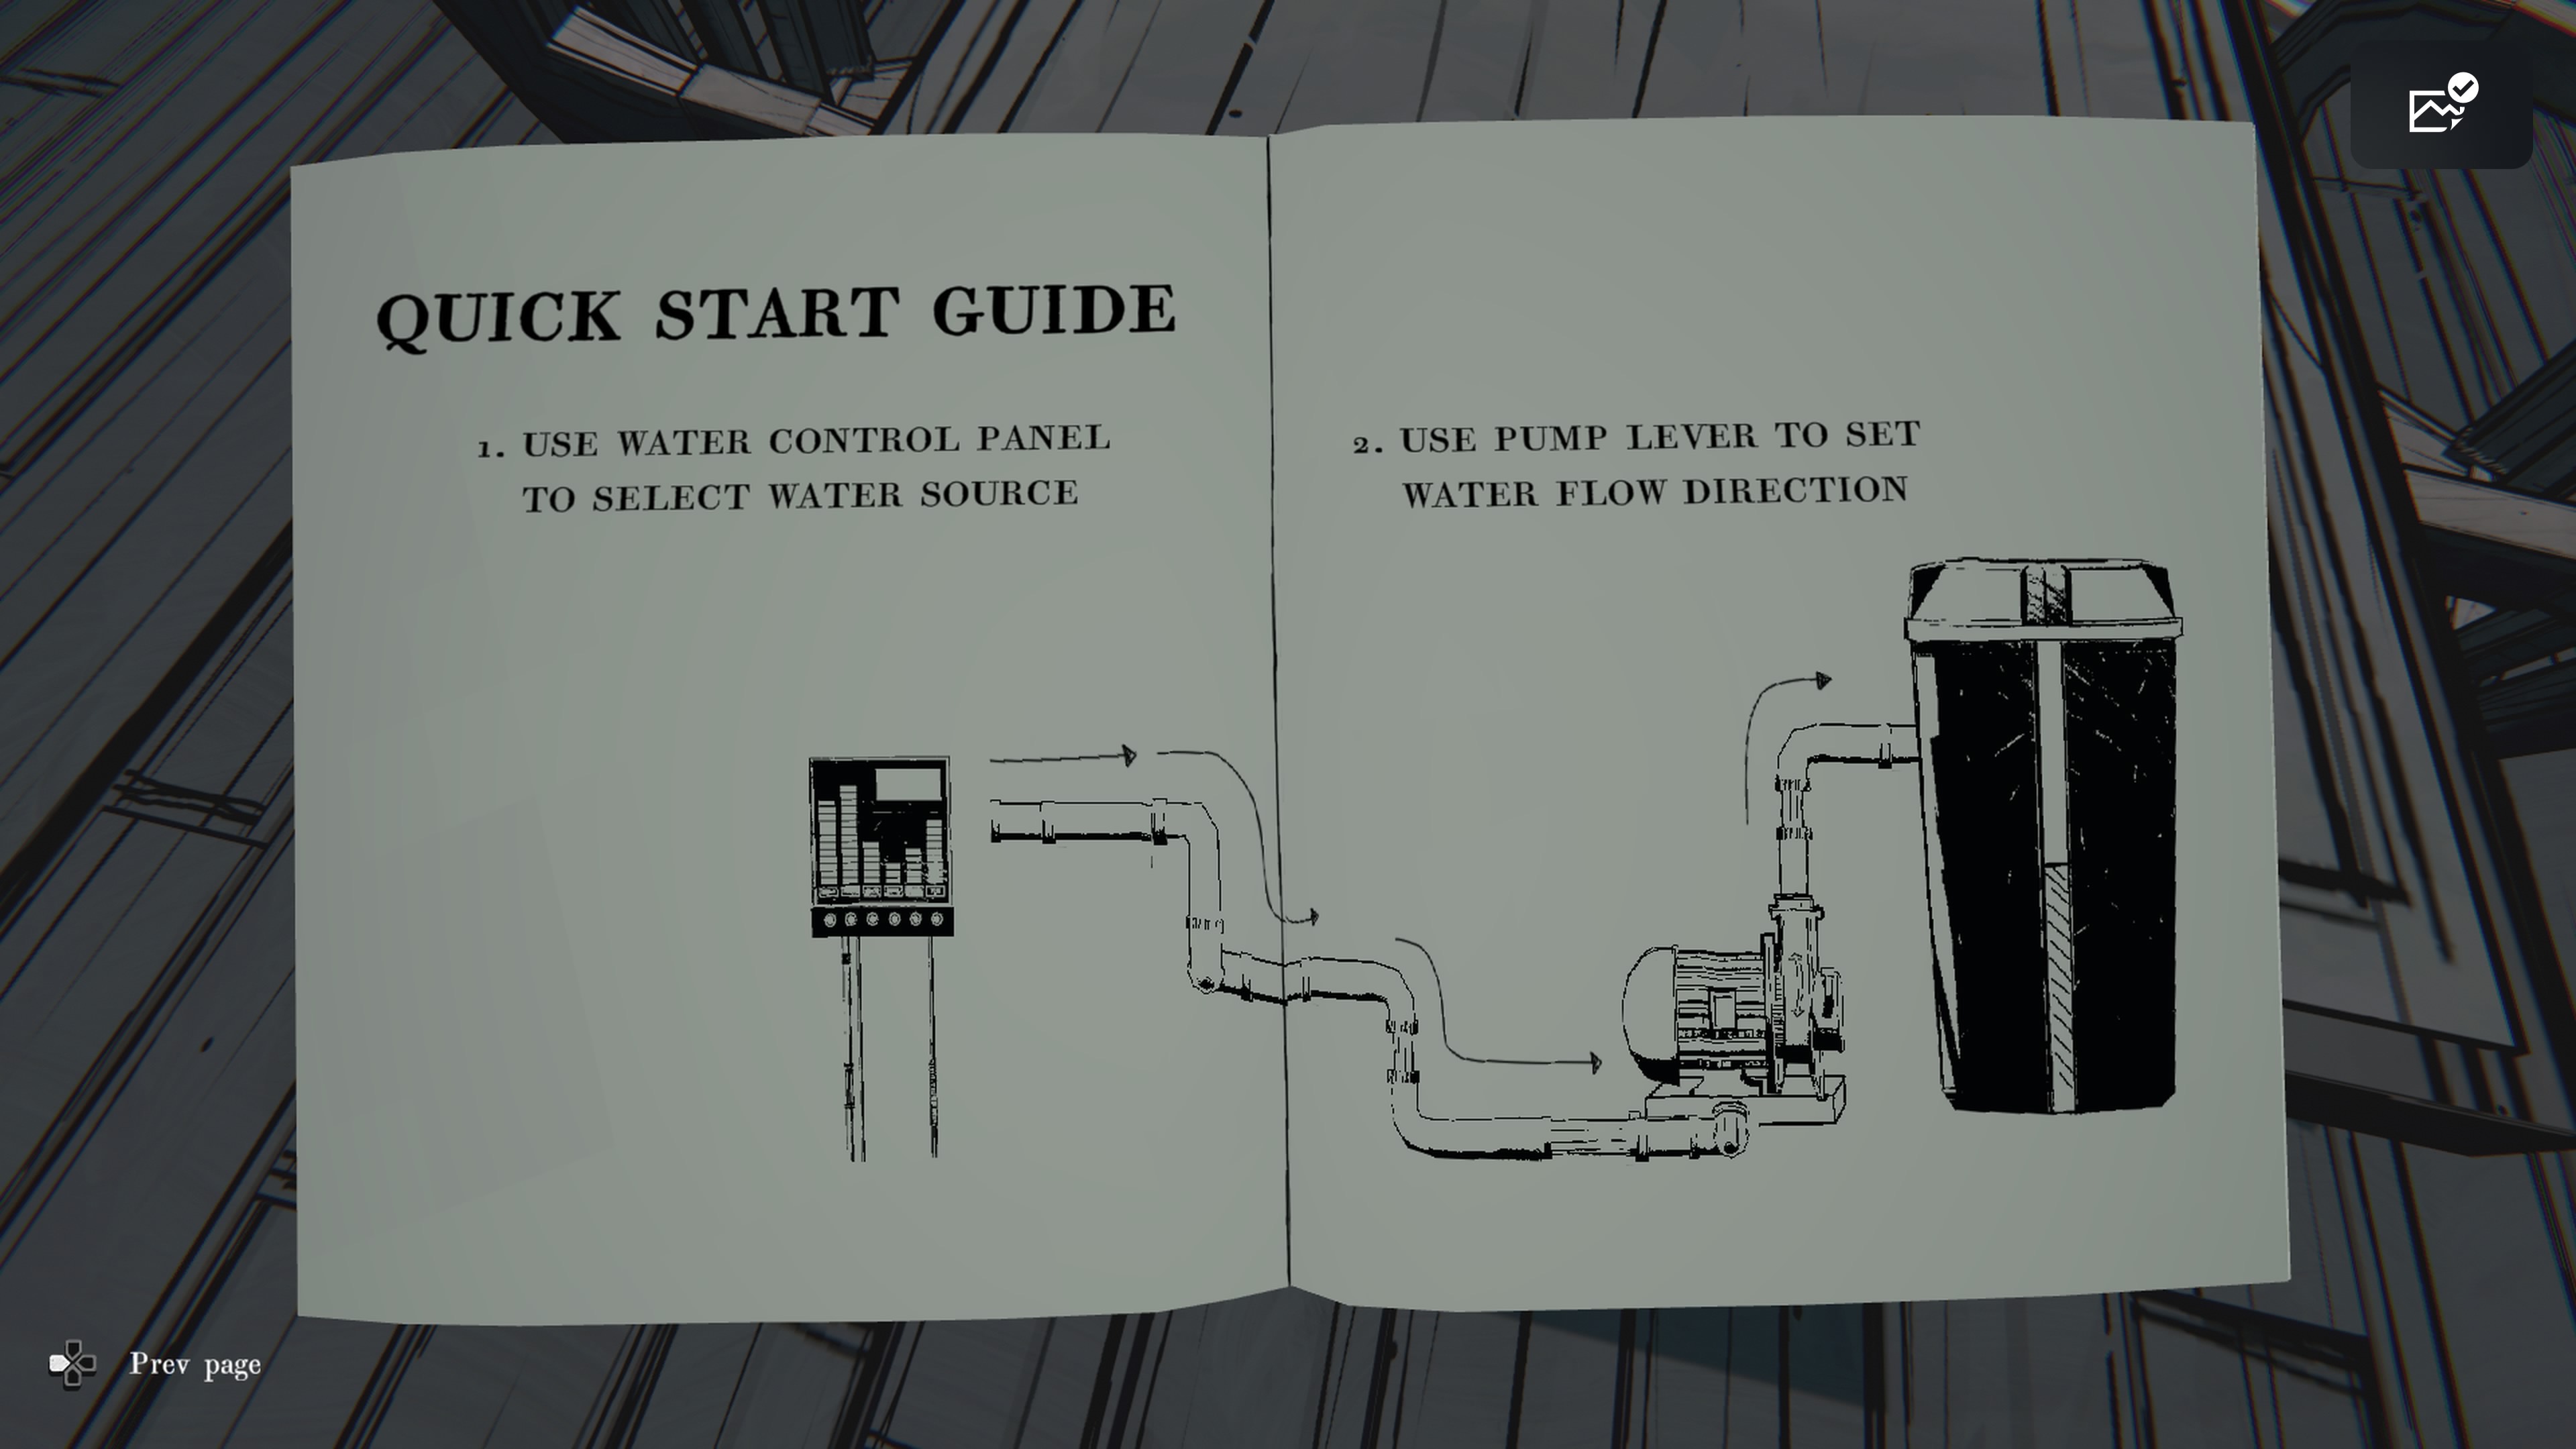 QUICK START GUIDE
1. USE WATER CONTROL PANEL
TO SELECT WATER SOURCE
2. USE PUMP LEVER TO SET
WATER FLOW DIRECTION
Prev page